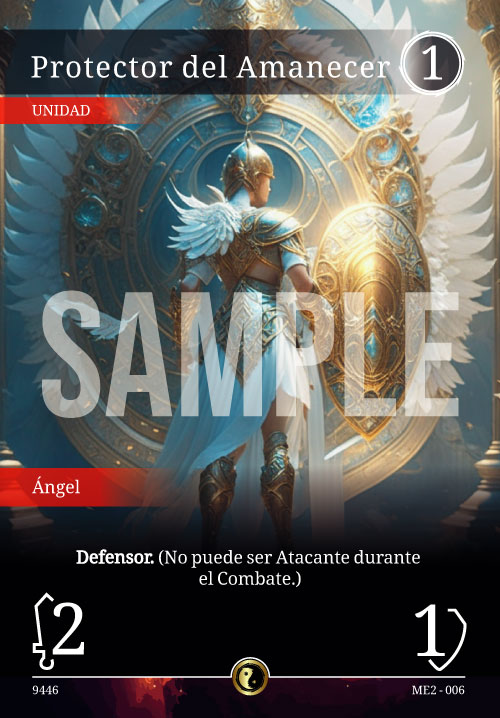 Protector del Amanecer 1
UNIDAD
SAMPLE
Ángel
Defensor. (No puede ser Atacante durante
el Combate.)
2 1
9446 ME2 - 006